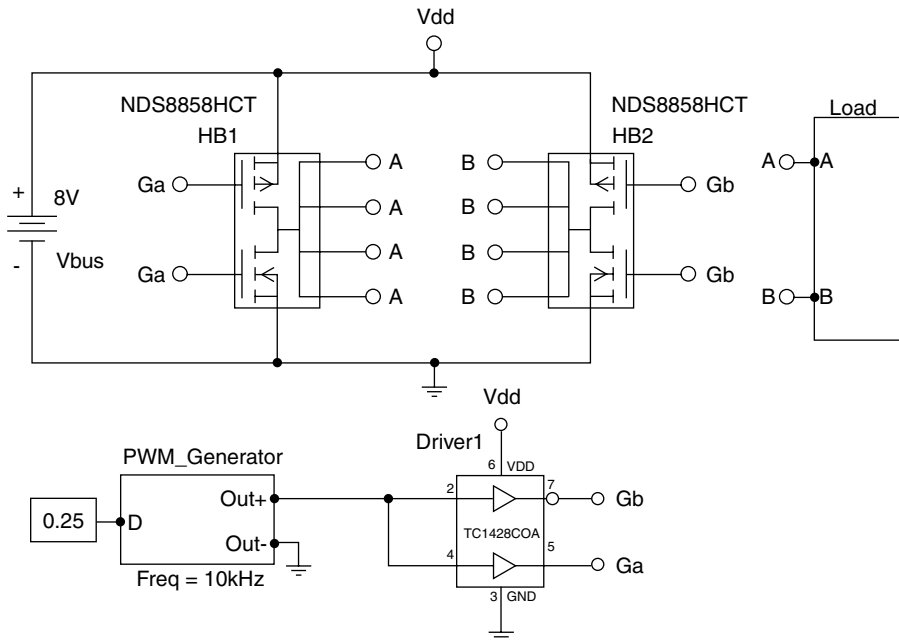 Vdd
NDS8858HCT
HB1
NDS8858HCT
HB2
Load
+
8V
-
Vbus
Ga
Ga
A
A
A
A
B
B
B
B
Gb
Gb
A
A
B
B
Vdd
Driver1
6
VDD
PWM_Generator
0.25
D
Out+
Out-
Freq = 10kHz
2
7
Gb
TC1428COA
4
5
Ga
3
GND